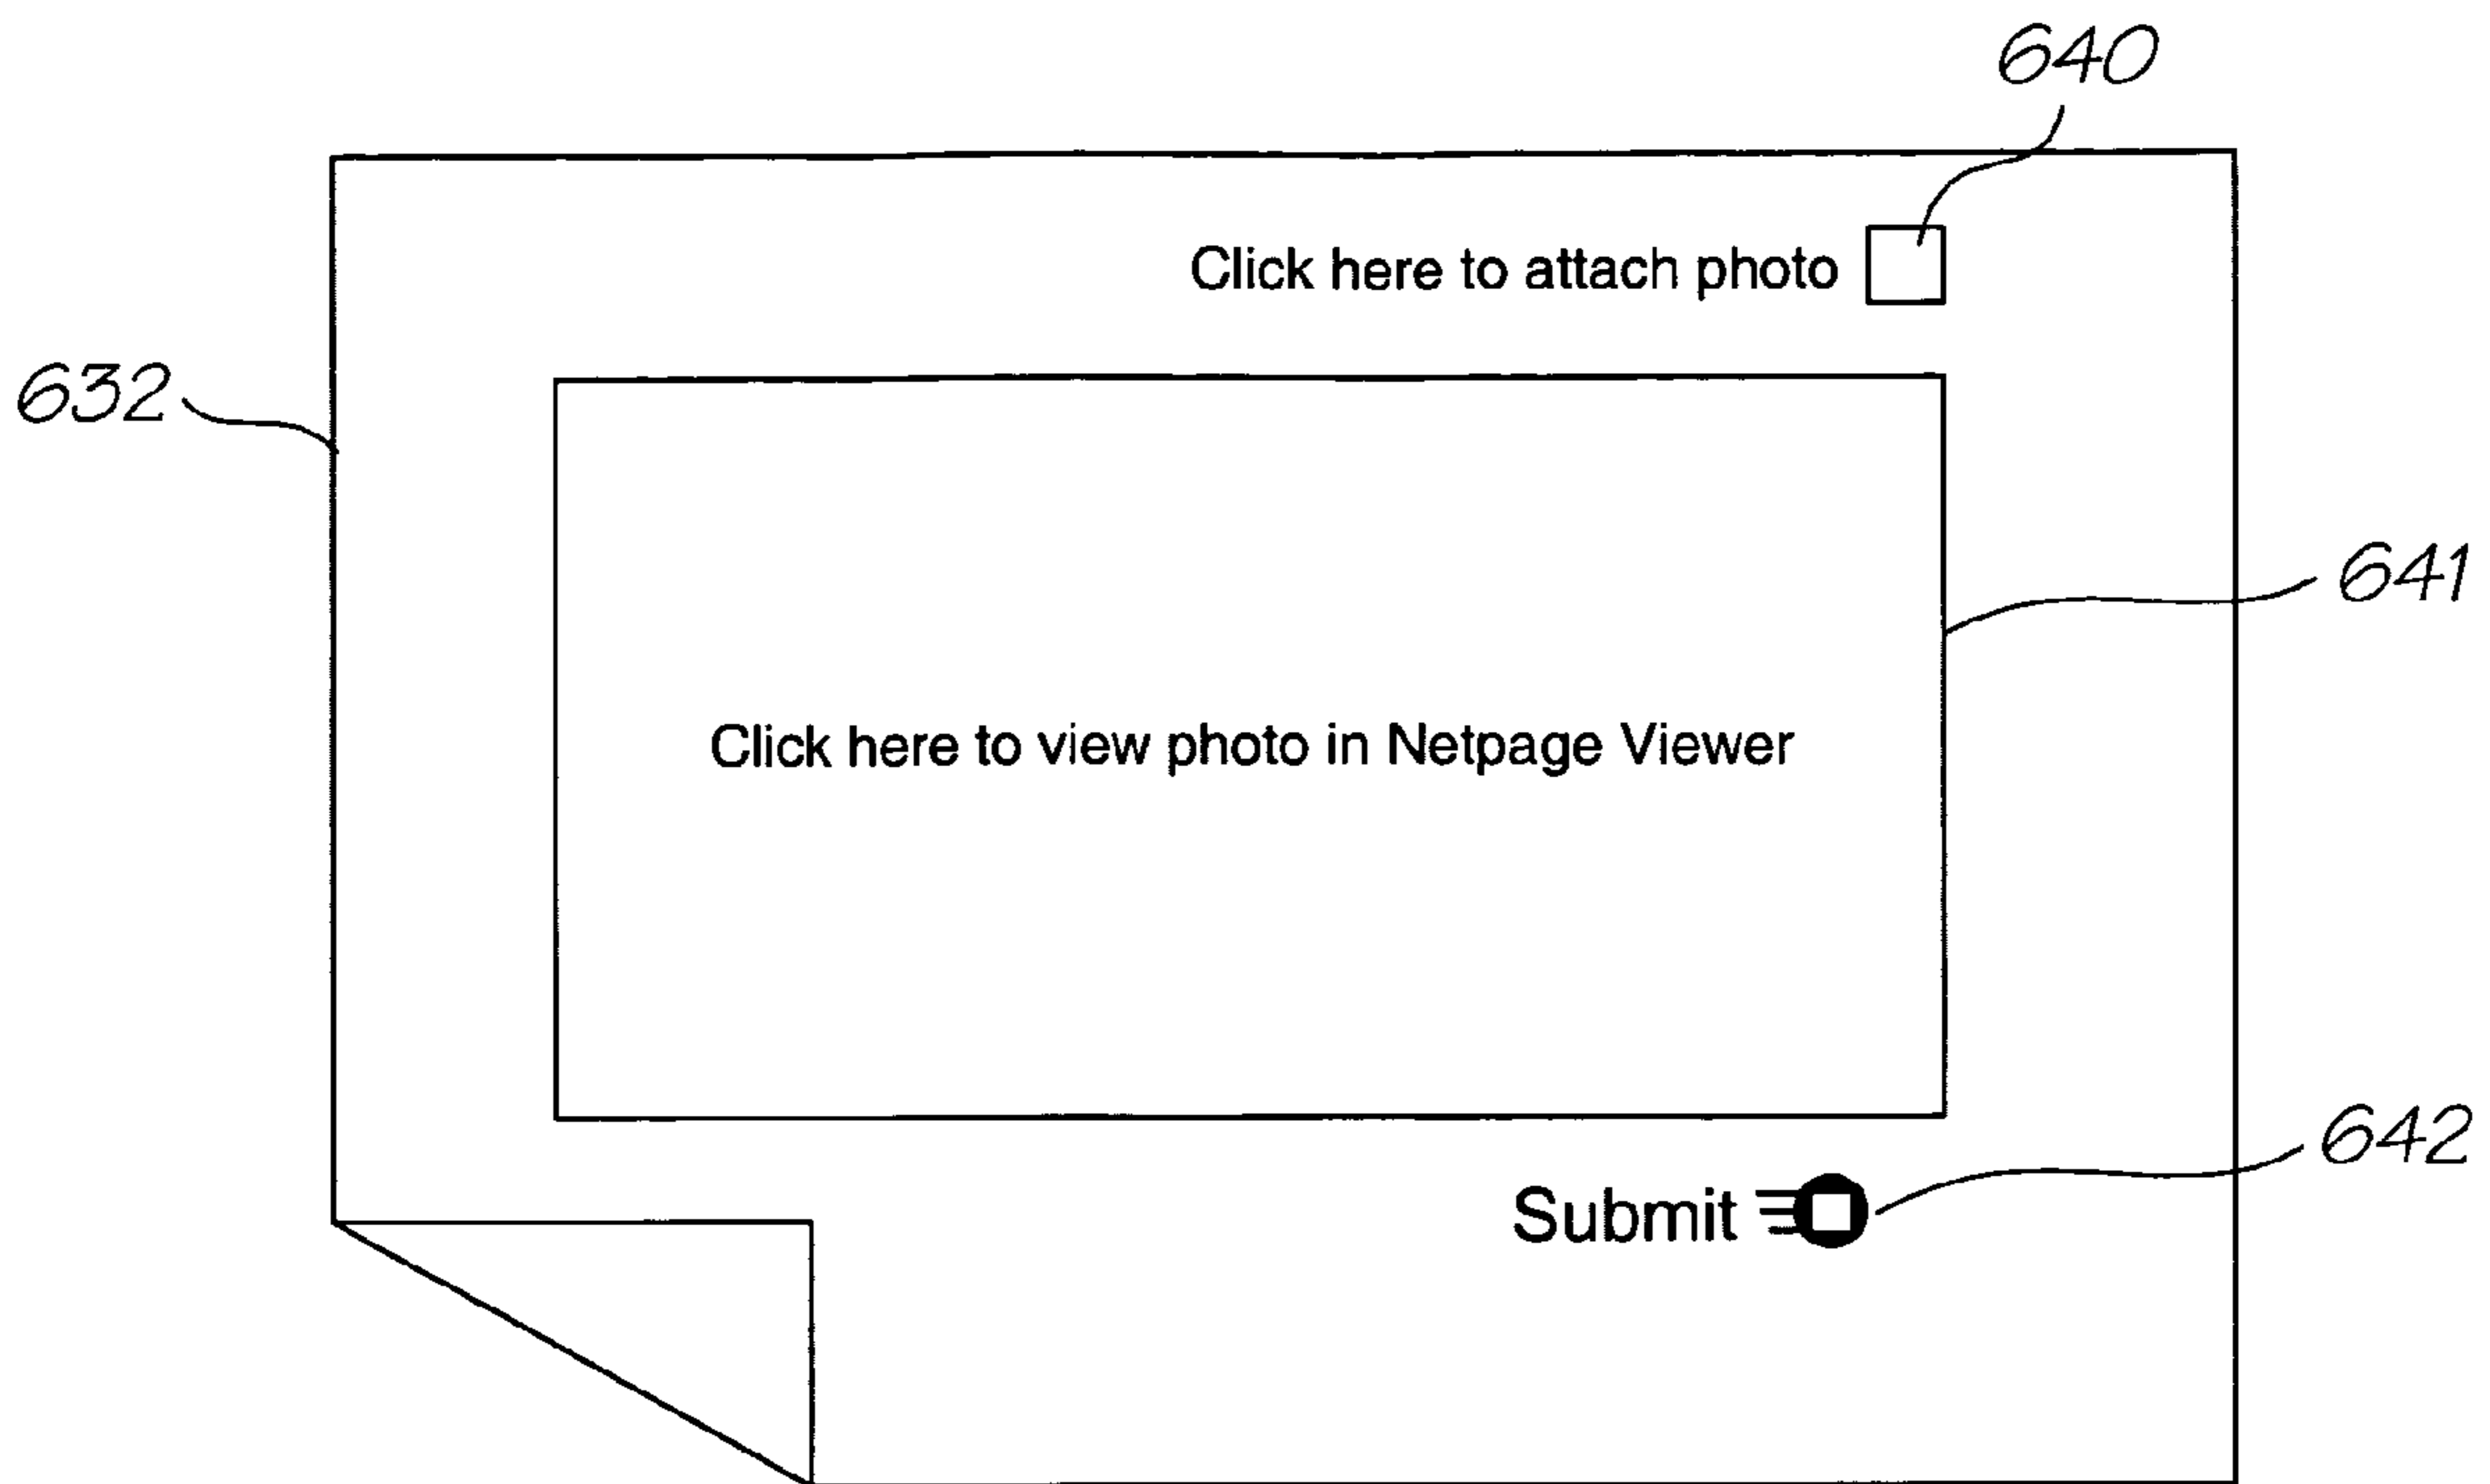 640
Click here to attach photo
632
641
Click here to view photo in Netpage Viewer
642
Submit